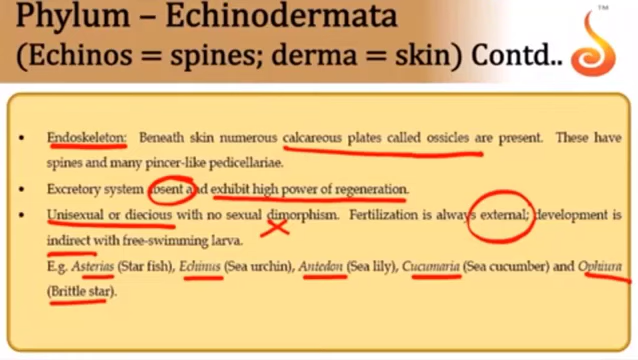 Phylum – Echinodermata
(Echinos = spines; derma = skin) Contd..
TM
• Endoskeleton: Beneath skin numerous calcareous plates called ossicles are present. These have
spines and many pincer-like pedicellariae.
• Excretory system absent and exhibit high power of regeneration.
• Unisexual or diecious with no sexual dimorphism. Fertilization is always external; development is
indirect with free-swimming larva.
E.g. Asterias (Star fish), Echinus (Sea urchin), Antedon (Sea lily), Cucumaria (Sea cucumber) and Ophiura
(Brittle star).